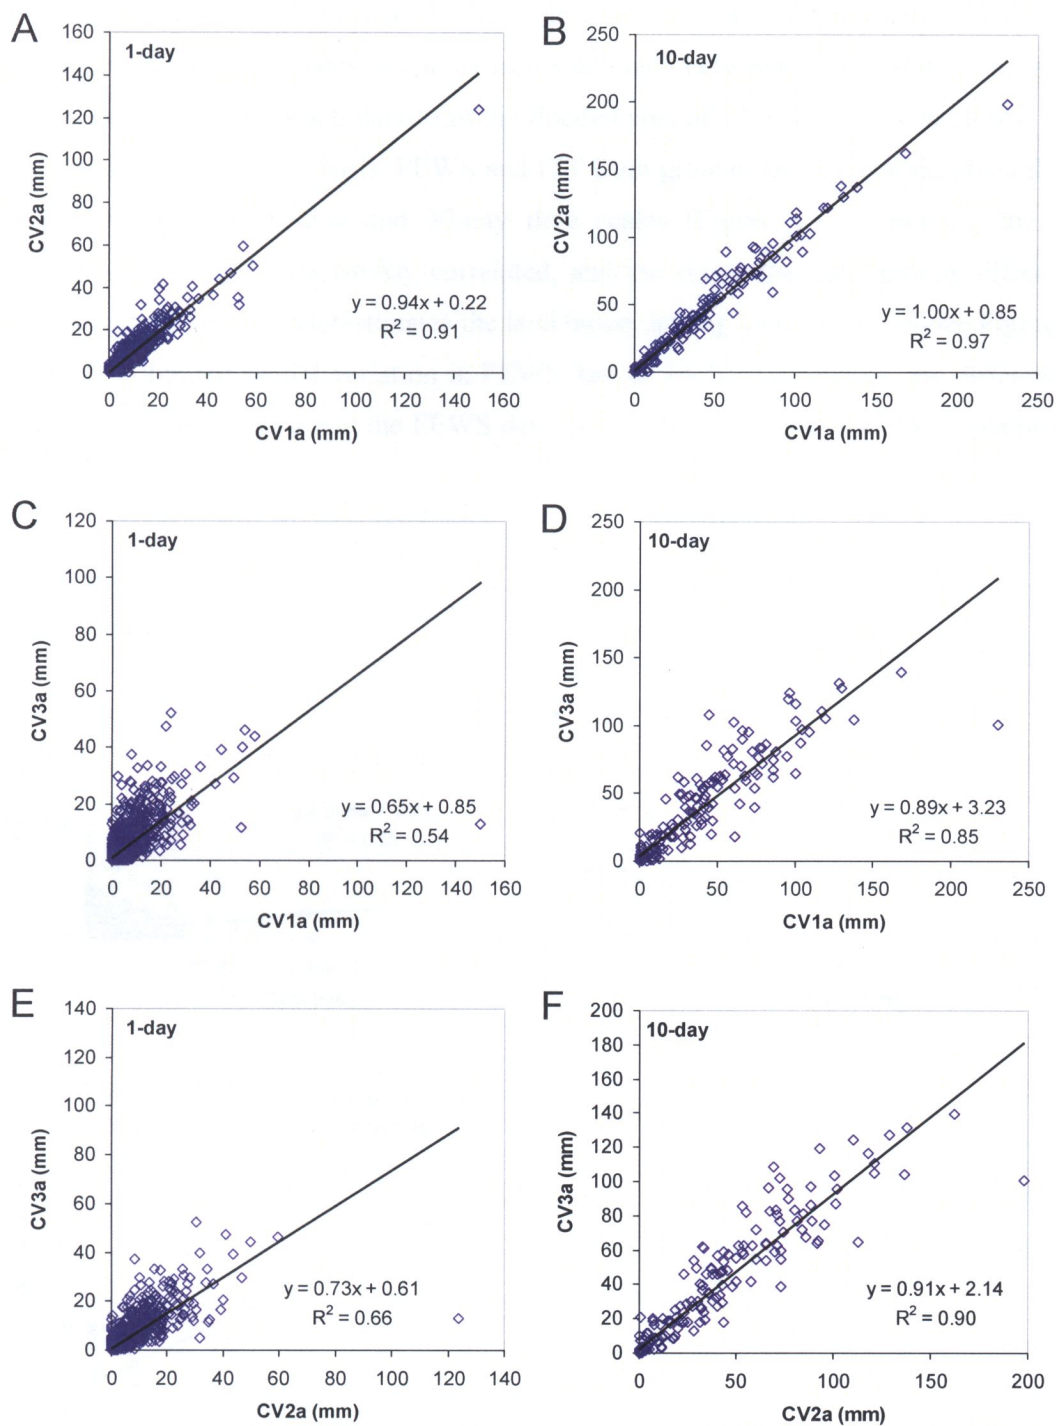 A
1-day
160
140
120
100
80
60
40
20
0
CV2a (mm)
y = 0.94x + 0.22
R² = 0.91
0 20 40 60 80 100 120 140 160
CV1a (mm)
B
10-day
250
200
150
100
50
0
CV2a (mm)
y = 1.00x + 0.85
R² = 0.97
0 50 100 150 200 250
CV1a (mm)
C
1-day
120
100
80
60
40
20
0
CV3a (mm)
y = 0.65x + 0.85
R² = 0.54
0 20 40 60 80 100 120 140 160
CV1a (mm)
D
10-day
250
200
150
100
50
0
CV3a (mm)
y = 0.89x + 3.23
R² = 0.85
0 50 100 150 200 250
CV1a (mm)
E
1-day
140
120
100
80
60
40
20
0
CV3a (mm)
y = 0.73x + 0.61
R² = 0.66
0 20 40 60 80 100 120 140
CV2a (mm)
F
10-day
200
180
160
140
120
100
80
60
40
20
0
CV3a (mm)
y = 0.91x + 2.14
R² = 0.90
0 50 100 150 200
CV2a (mm)